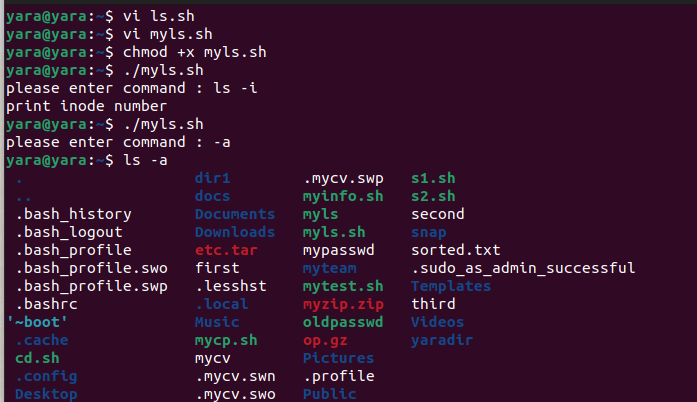 yara@yara:~$ vi ls.sh
yara@yara:~$ vi myls.sh
yara@yara:~$ chmod +x myls.sh
yara@yara:~$ ./myls.sh
please enter command : ls -i
print inode number
yara@yara:~$ ./myls.sh
please enter command : -a
yara@yara:~$ ls -a
. dir1 .mycv.swp s1.sh
.. docs myinfo.sh s2.sh
.bash_history Documents myls second
.bash_logout Downloads myls.sh snap
.bash_profile etc.tar mypasswd sorted.txt
.bash_profile.swo first myteam .sudo_as_admin_successful
.bash_profile.swp .lesshst mytest.sh Templates
.bashrc .local myzip.zip third
'~boot' Music oldpasswd Videos
.cache mycp.sh op.gz yaradir
cd.sh mycv Pictures
.config .mycv.swn .profile
Desktop .mycv.swo Public